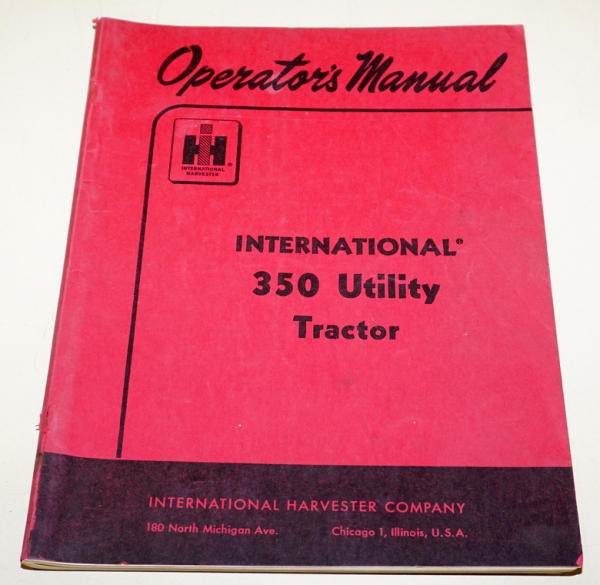 Operator's Manual
IH ®
INTERNATIONAL
HARVESTER
INTERNATIONAL®
350 Utility
Tractor
INTERNATIONAL HARVESTER COMPANY
180 North Michigan Ave. Chicago 1, Illinois, U.S.A.